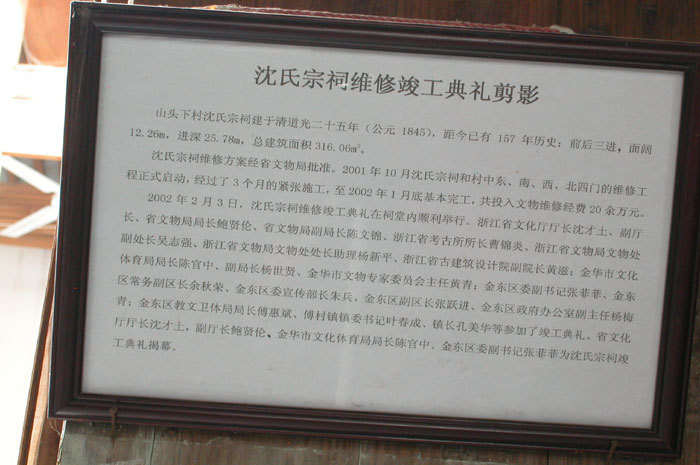 沈氏宗祠维修竣工典礼剪影
山头下村沈氏宗祠建于清道光二十五年（公元 1845），距今已有 157 年历史；前后三进，面阔
12.26m，进深 25.78m，总建筑面积 316.06㎡。
沈氏宗祠维修方案经省文物局批准。2001 年 10 月沈氏宗祠和村中东、南、西、北四门的维修工
程正式启动，经过了 3 个月的紧张施工，至 2002 年 1 月底基本完工，共投入文物维修经费 20 余万元。
2002 年 2 月 3 日，沈氏宗祠维修竣工典礼在祠堂内顺利举行。浙江省文化厅厅长沈才土、副厅
长、省文物局局长鲍贤伦、省文物局副局长陈文锦、浙江省考古所所长曹锦炎、浙江省文物局文物处
副处长吴志强、浙江省文物局文物处处长助理杨新平、浙江省古建筑设计院副院长黄滋；金华市文化
体育局局长陈官中、副局长杨世贤、金华市文物专家委员会主任黄青；金东区委副书记张菲菲、金东
区常务副区长余秋荣、金东区委宣传部长朱兵、金东区副区长张跃进、金东区政府办公室副主任杨梅
青；金东区教文卫体局局长傅惠斌、傅村镇镇委书记叶春成、镇长孔美华等参加了竣工典礼。省文化
厅厅长沈才土，副厅长鲍贤伦、金华市文化体育局局长陈官中、金东区委副书记张菲菲为沈氏宗祠竣
工典礼揭幕。